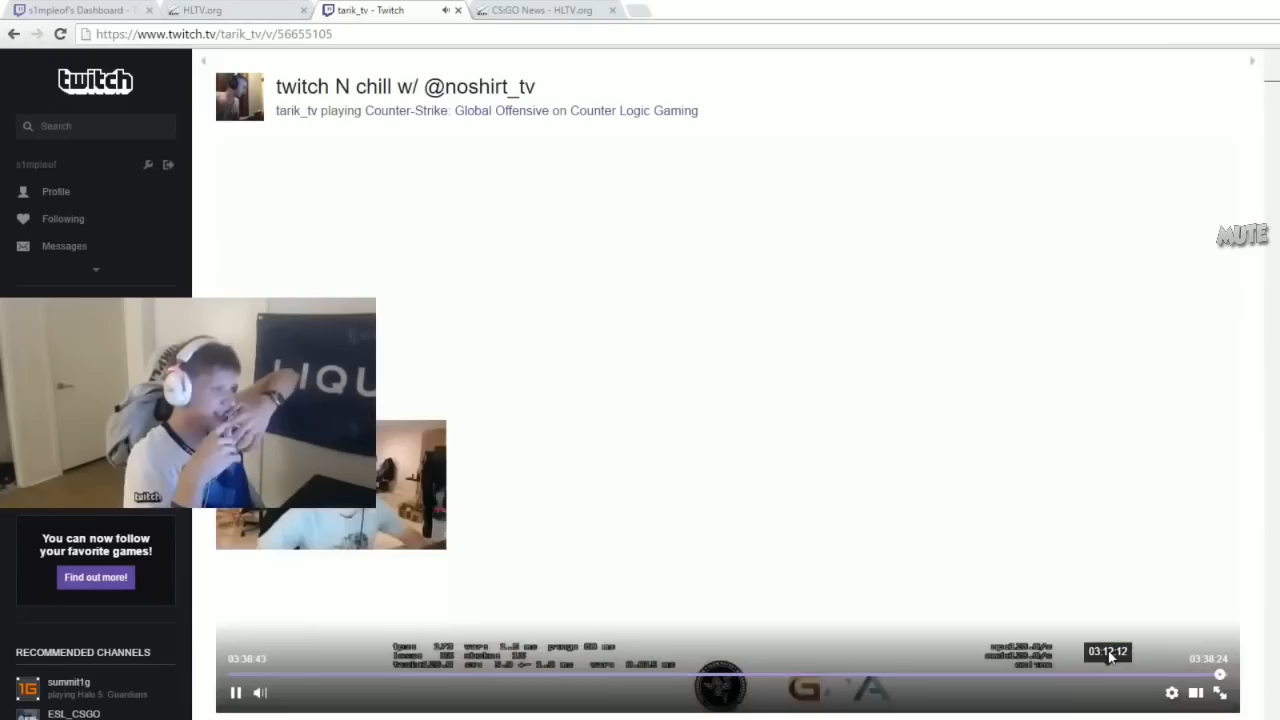 s1mpleof's Dashboard - T
HLTV.org
tarik_tv - Twitch
CS:GO News - HLTV.org
https://www.twitch.tv/tarik_tv/v/56655105
twitch
Search
s1mpleof
Profile
Following
Messages
twitch N chill w/ @noshirt_tv
tarik_tv playing Counter-Strike: Global Offensive on Counter Logic Gaming
MUTE
LIQU
twitch
You can now follow
your favorite games!
Find out more!
RECOMMENDED CHANNELS
1G
summit1g
playing Halo 5: Guardians
ESL_CSGO
03:38:43
03:12:12
03:38:24